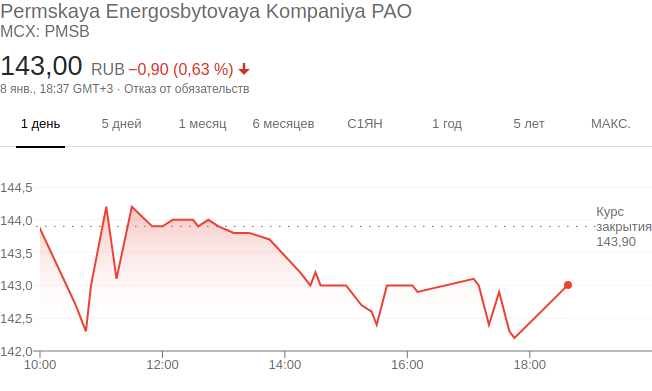 Permskaya Energosbytovaya Kompaniya PAO
MCX: PMSB
143,00 RUB −0,90 (0,63 %)
8 янв., 18:37 GMT+3 · Отказ от обязательств
1 день 5 дней 1 месяц 6 месяцев С1ЯН 1 год 5 лет МАКС.
144,5
144,0
143,5
143,0
142,5
142,0
Курс
закрытия
143,90
10:00 12:00 14:00 16:00 18:00